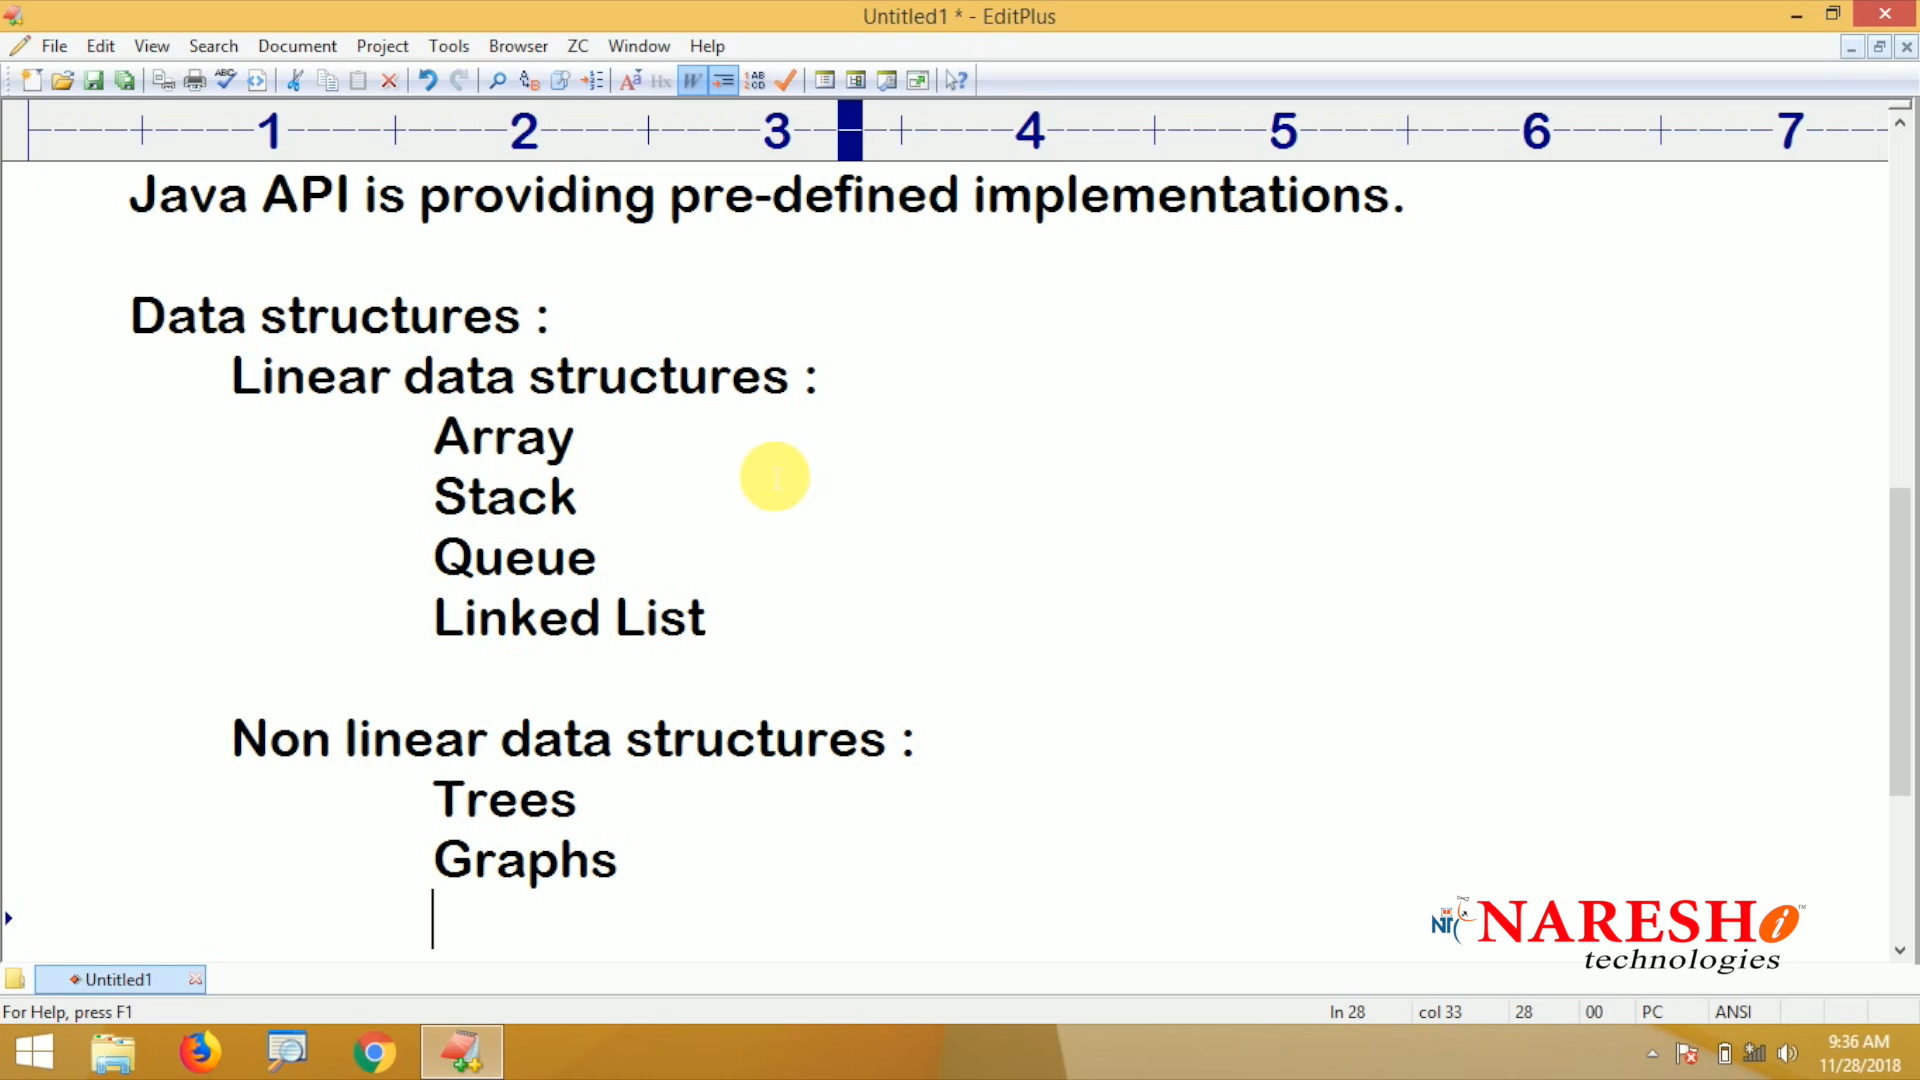 Untitled1 * - EditPlus
File Edit View Search Document Project Tools Browser ZC Window Help
1 2 3 4 5 6 7
Java API is providing pre-defined implementations.
Data structures :
Linear data structures :
Array
Stack
Queue
Linked List
Non linear data structures :
Trees
Graphs
NARESH i
technologies
Untitled1
For Help, press F1 ln 28 col 33 28 00 PC ANSI
9:36 AM
11/28/2018